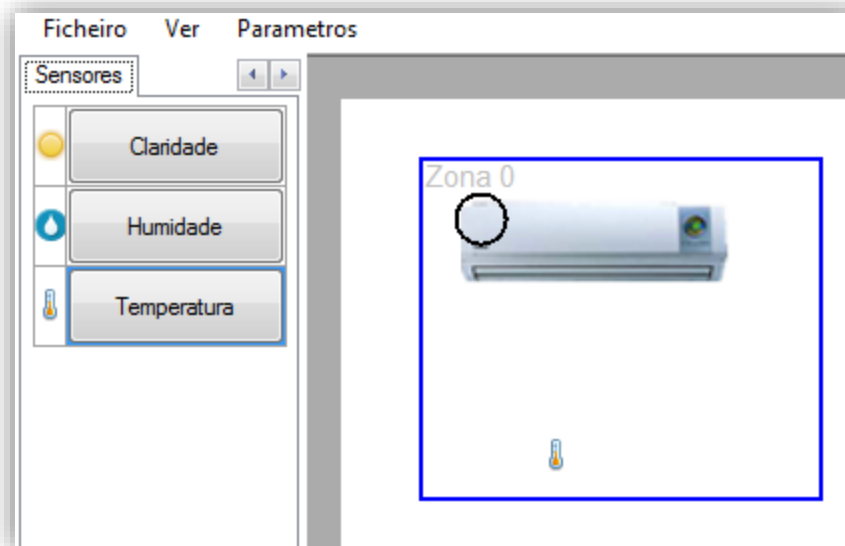 Ficheiro Ver Parametros
Sensores
Claridade
Humidade
Temperatura
Zona 0